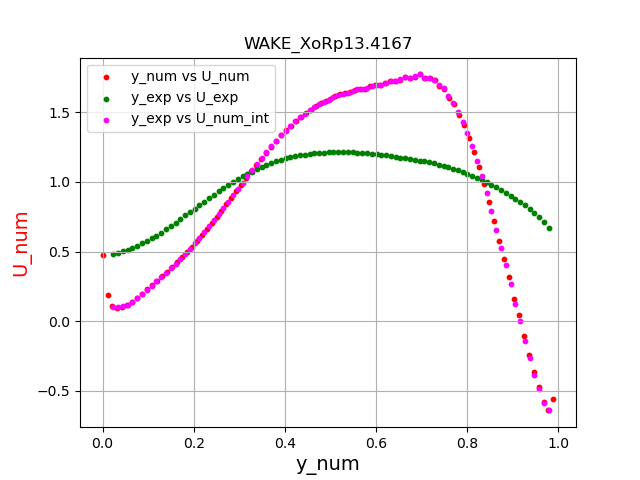 WAKE_XoRp13.4167
y_num vs U_num
y_exp vs U_exp
y_exp vs U_num_int
1.5
1.0
0.5
0.0
−0.5
U_num
0.0 0.2 0.4 0.6 0.8 1.0
y_num